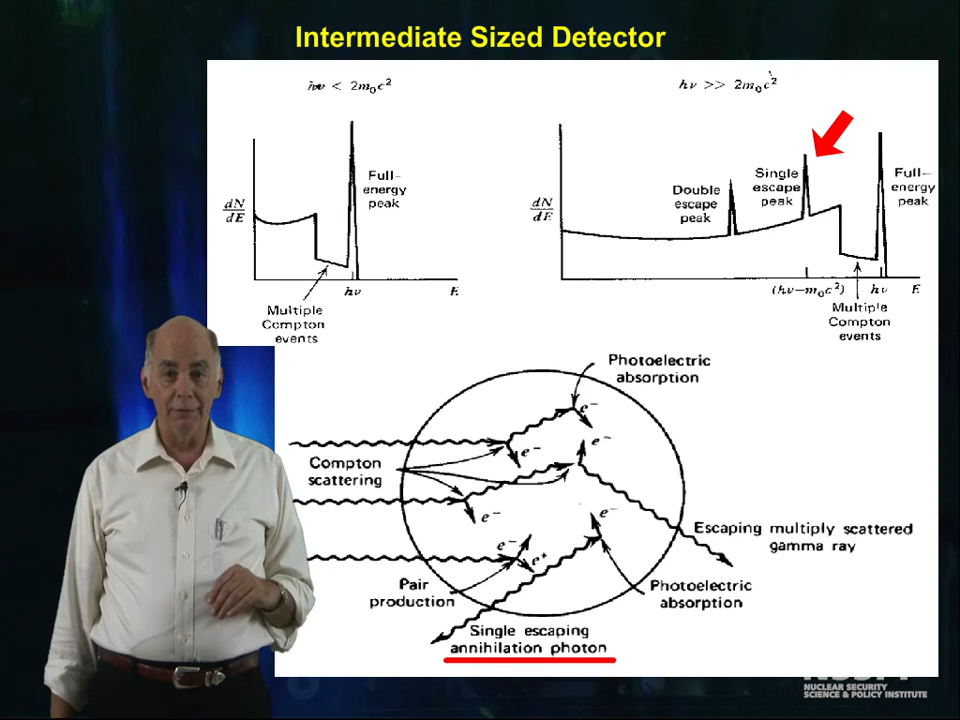 Intermediate Sized Detector
hν < 2m₀c²
hν >> 2m₀c²
Full–
energy
peak
dN
dE
Multiple
Compton
events
hν
E
dN
dE
Double
escape
peak
Single
escape
peak
Full–
energy
peak
(hν–m₀c²)
hν
E
Multiple
Compton
events
Photoelectric
absorption
e⁻
e⁻
e⁻
Compton
scattering
e⁻
e⁻
Escaping multiply scattered
gamma ray
e⁻
e⁺
Pair
production
Photoelectric
absorption
Single escaping
annihilation photon
NUCLEAR SECURITY
SCIENCE & POLICY INSTITUTE